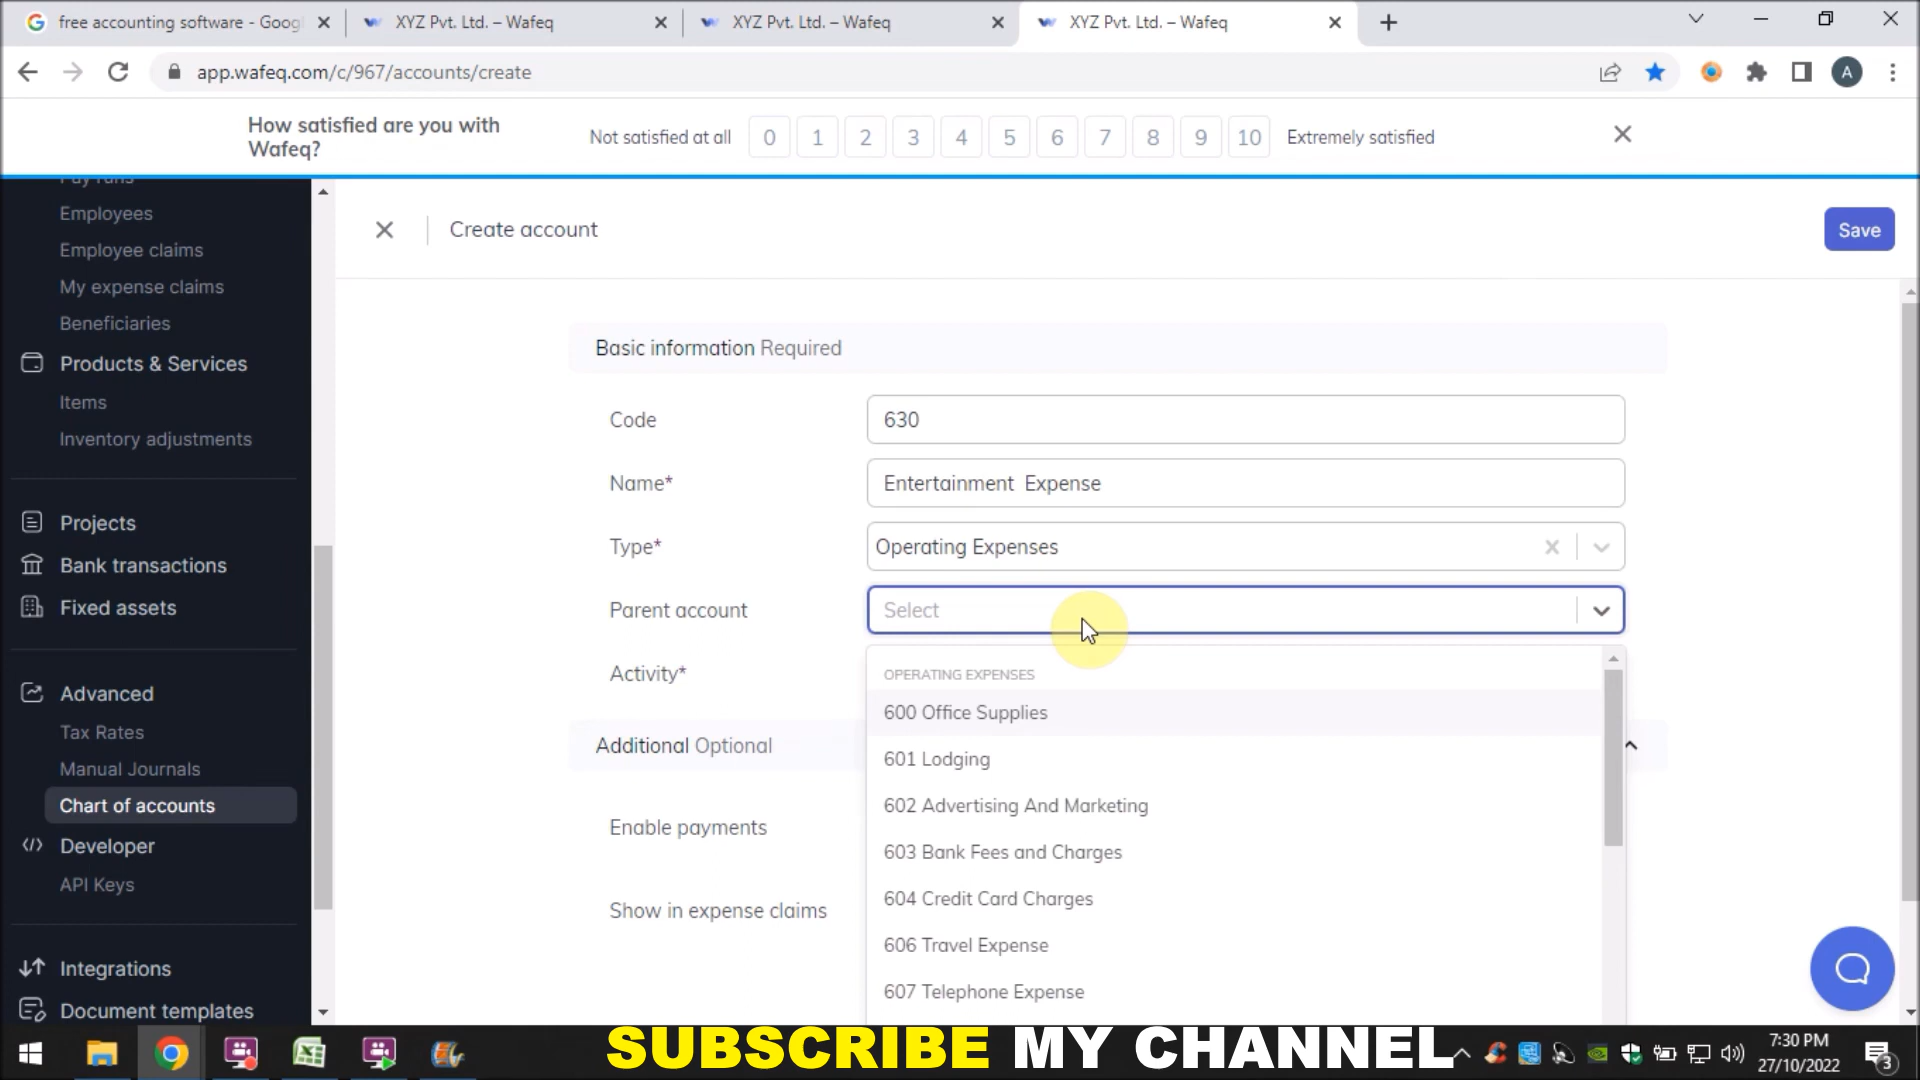 free accounting software - Goog
XYZ Pvt. Ltd. – Wafeq
XYZ Pvt. Ltd. – Wafeq
XYZ Pvt. Ltd. – Wafeq
app.wafeq.com/c/967/accounts/create
A
How satisfied are you with
Wafeq?
Not satisfied at all 0 1 2 3 4 5 6 7 8 9 10 Extremely satisfied
Pay runs
Employees
Employee claims
My expense claims
Beneficiaries
Products & Services
Items
Inventory adjustments
Projects
Bank transactions
Fixed assets
Advanced
Tax Rates
Manual Journals
Chart of accounts
Developer
API Keys
Integrations
Document templates
Create account
Save
Basic information Required
Code 630
Name* Entertainment  Expense
Type* Operating Expenses
Parent account Select
Activity*
OPERATING EXPENSES
600 Office Supplies
601 Lodging
602 Advertising And Marketing
603 Bank Fees and Charges
604 Credit Card Charges
606 Travel Expense
607 Telephone Expense
Additional Optional
Enable payments
Show in expense claims
SUBSCRIBE MY CHANNEL
7:30 PM
27/10/2022
3